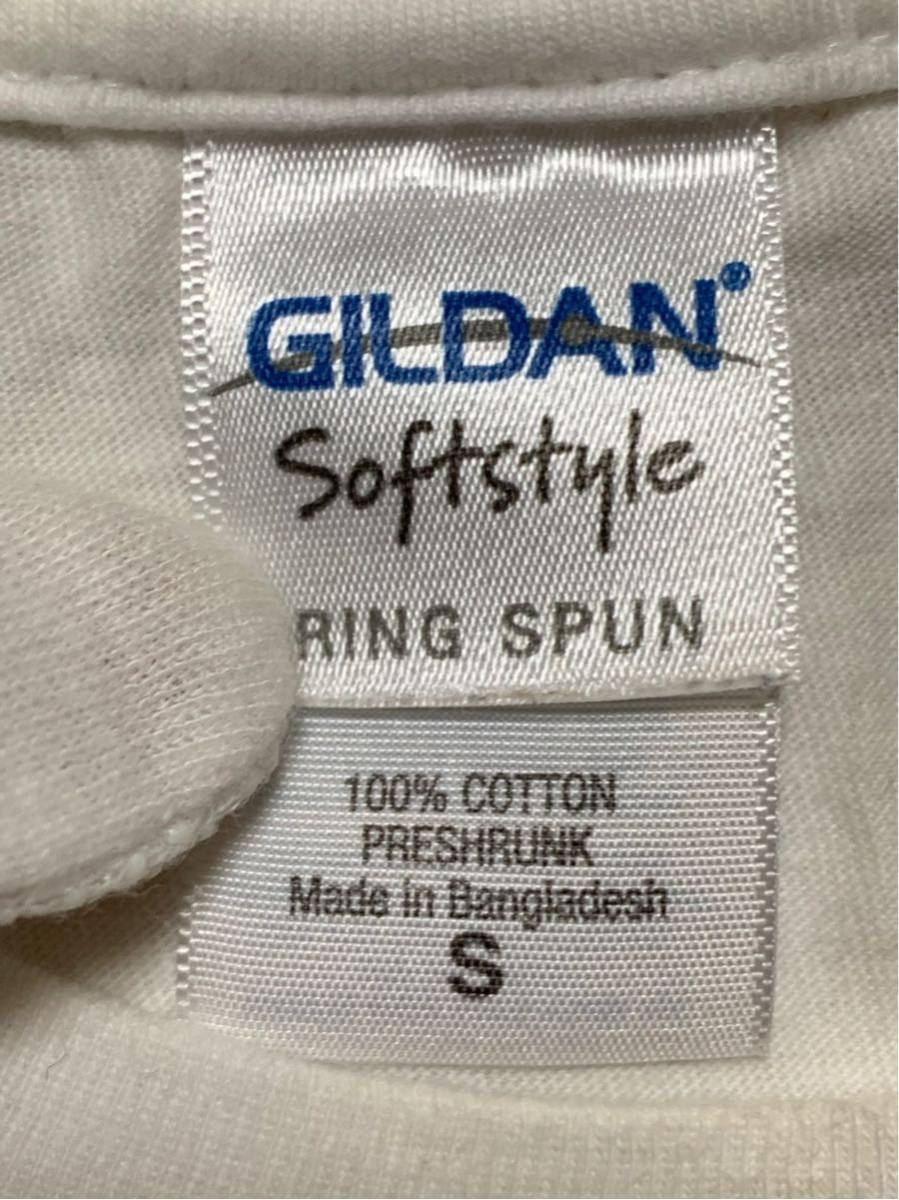 GILDAN®
Softstyle
RING SPUN
100% COTTON
PRESHRUNK
Made in Bangladesh
S